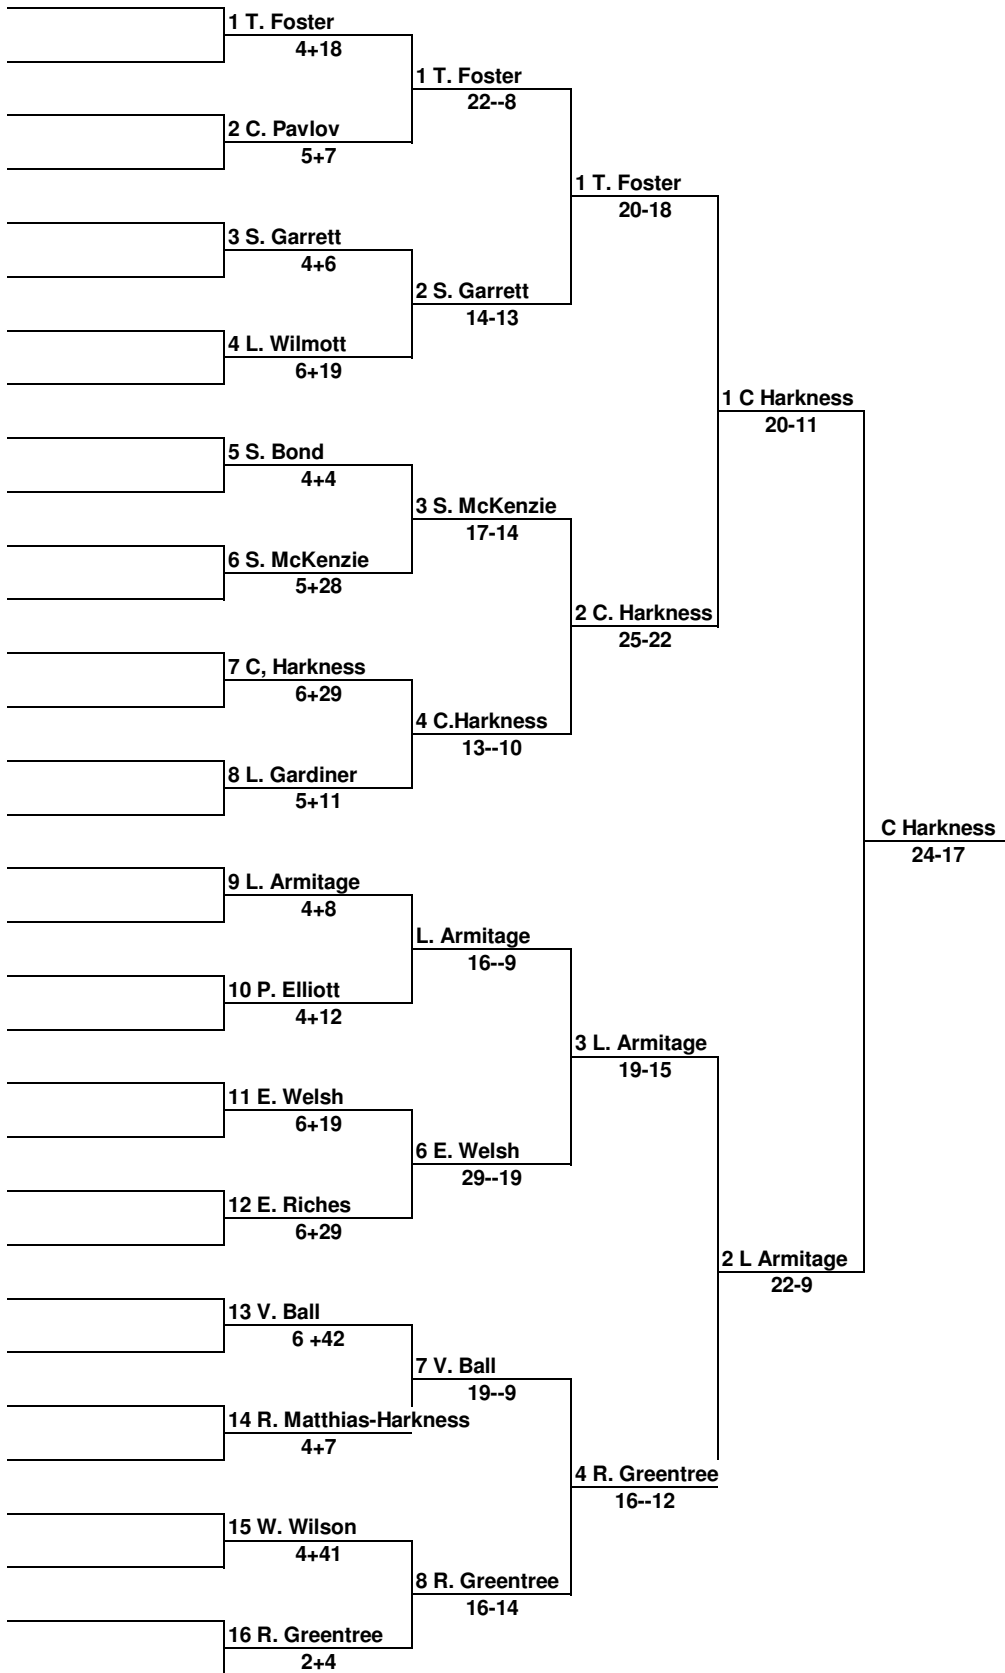 1 T. Foster
4+18
1 T. Foster
22--8
2 C. Pavlov
5+7
1 T. Foster
20-18
3 S. Garrett
4+6
2 S. Garrett
14-13
4 L. Wilmott
6+19
1 C Harkness
20-11
5 S. Bond
4+4
3 S. McKenzie
17-14
6 S. McKenzie
5+28
2 C. Harkness
25-22
7 C, Harkness
6+29
4 C.Harkness
13--10
8 L. Gardiner
5+11
C Harkness
24-17
9 L. Armitage
4+8
L. Armitage
16--9
10 P. Elliott
4+12
3 L. Armitage
19-15
11 E. Welsh
6+19
6 E. Welsh
29--19
12 E. Riches
6+29
2 L Armitage
22-9
13 V. Ball
6 +42
7 V. Ball
19--9
14 R. Matthias-Harkness
4+7
4 R. Greentree
16--12
15 W. Wilson
4+41
8 R. Greentree
16-14
16 R. Greentree
2+4